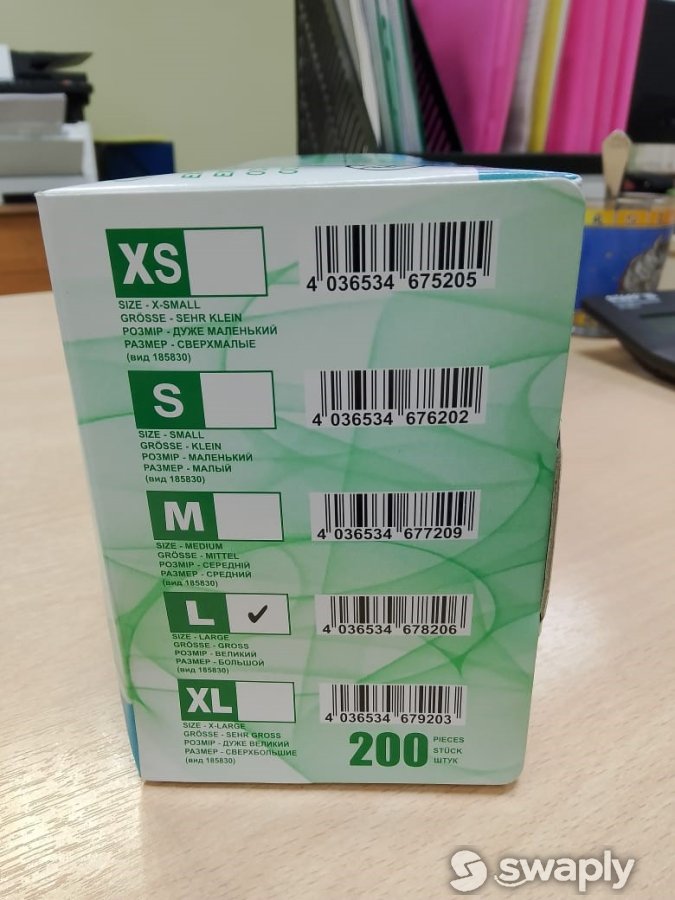 XS
4 036534 675205
SIZE - X-SMALL
GRÖSSE - SEHR KLEIN
РОЗМІР - ДУЖЕ МАЛЕНЬКИЙ
РАЗМЕР - СВЕРХМАЛЫЕ
(вид 185830)
S
4 036534 676202
SIZE - SMALL
GRÖSSE - KLEIN
РОЗМІР - МАЛЕНЬКИЙ
РАЗМЕР - МАЛЫЙ
(вид 185830)
M
4 036534 677209
SIZE - MEDIUM
GRÖSSE - MITTEL
РОЗМІР - СЕРЕДНІЙ
РАЗМЕР - СРЕДНИЙ
(вид 185830)
L ✓
4 036534 678206
SIZE - LARGE
GRÖSSE - GROSS
РОЗМІР - ВЕЛИКИЙ
РАЗМЕР - БОЛЬШОЙ
(вид 185830)
XL
4 036534 679203
SIZE - X-LARGE
GRÖSSE - SEHR GROSS
РОЗМІР - ДУЖЕ ВЕЛИКИЙ
РАЗМЕР - СВЕРХБОЛЬШИЕ
(вид 185830)
200
PIECES
STÜCK
ШТУК
swaply